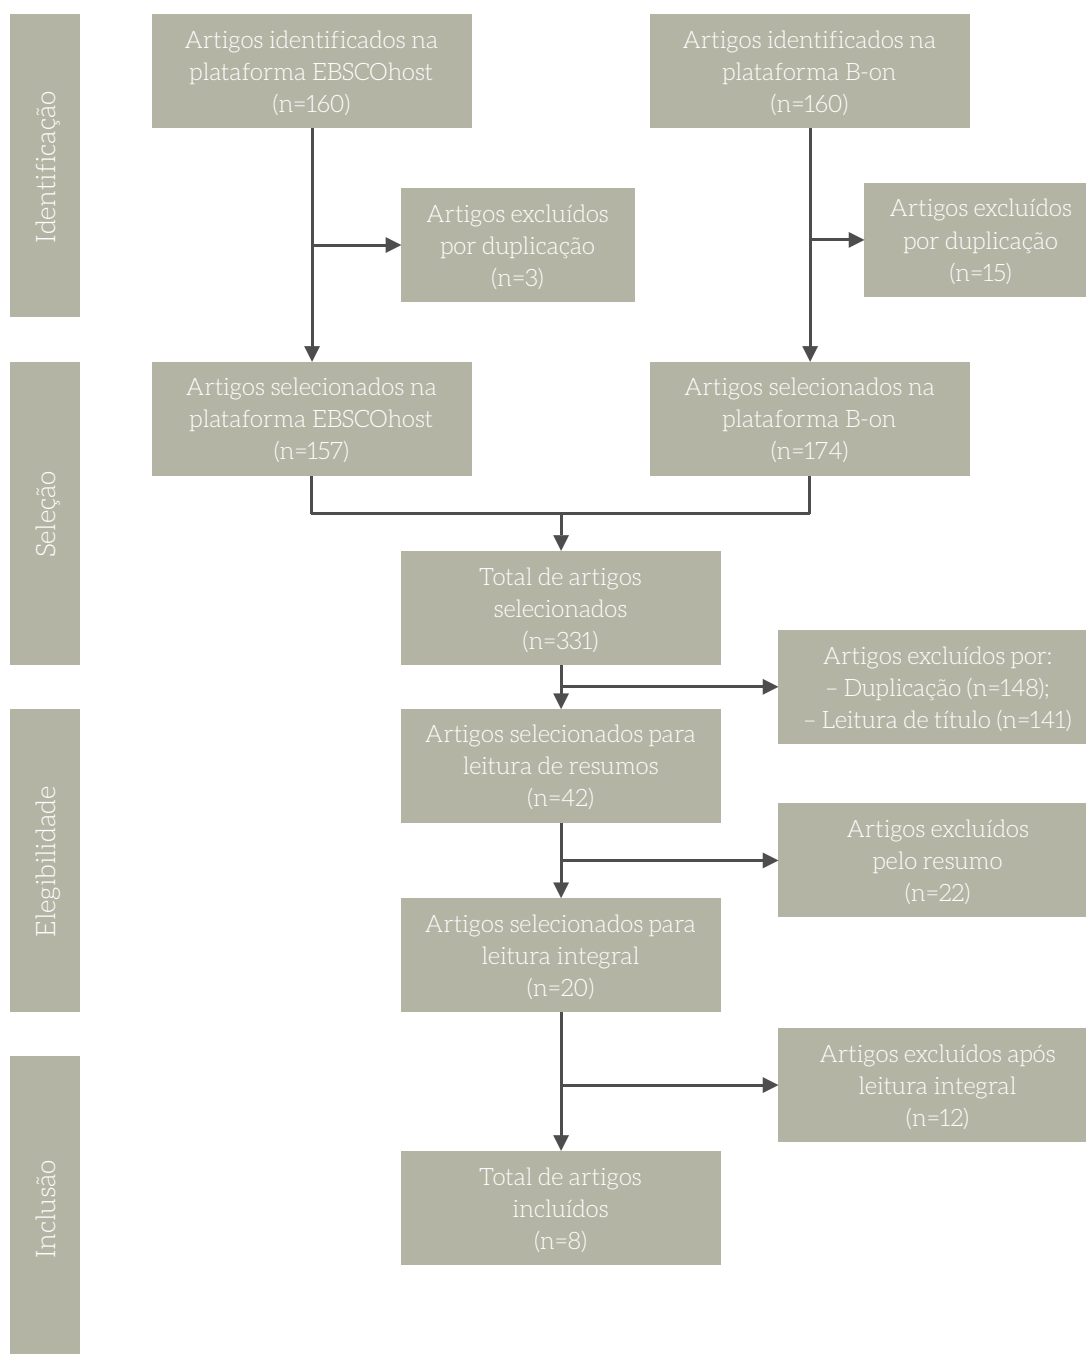 Identificação
Artigos identificados na
plataforma EBSCOhost
(n=160)
Artigos identificados na
plataforma B-on
(n=160)
Artigos excluídos
por duplicação
(n=3)
Artigos excluídos
por duplicação
(n=15)
Seleção
Artigos selecionados na
plataforma EBSCOhost
(n=157)
Artigos selecionados na
plataforma B-on
(n=174)
Total de artigos
selecionados
(n=331)
Artigos excluídos por:
– Duplicação (n=148);
– Leitura de título (n=141)
Elegibilidade
Artigos selecionados para
leitura de resumos
(n=42)
Artigos excluídos
pelo resumo
(n=22)
Artigos selecionados para
leitura integral
(n=20)
Inclusão
Artigos excluídos após
leitura integral
(n=12)
Total de artigos
incluídos
(n=8)